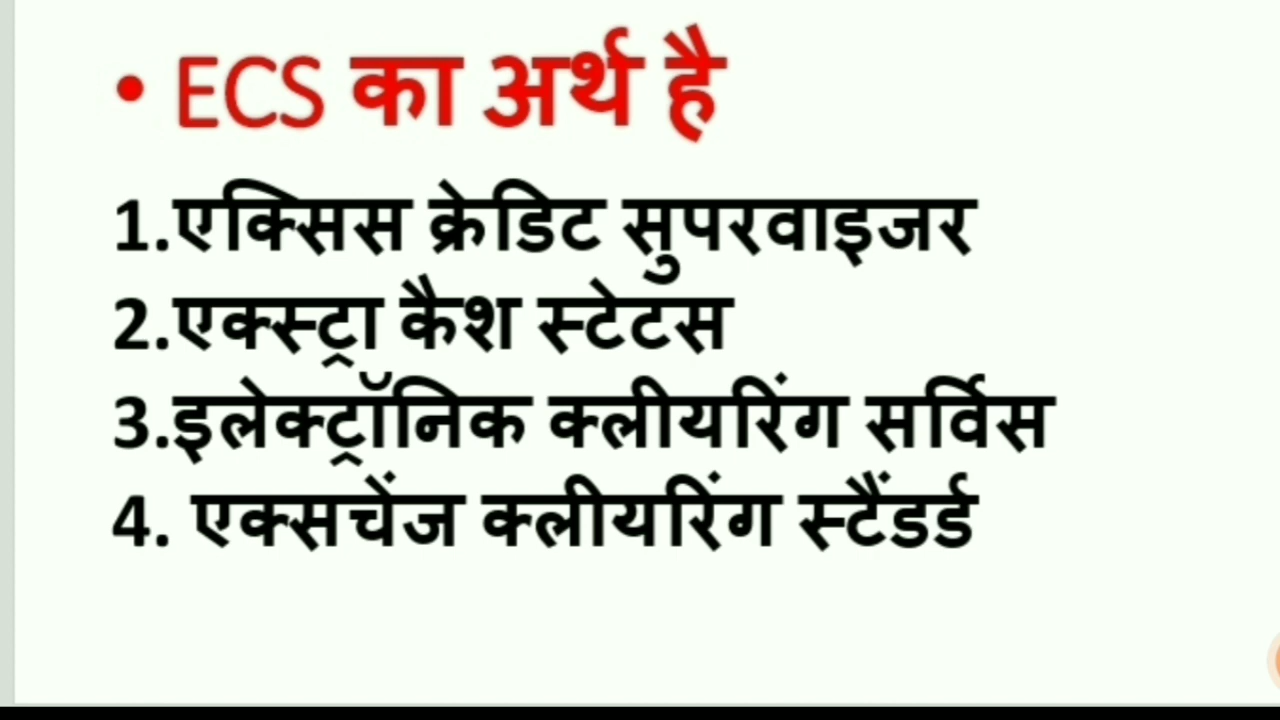 • ECS का अर्थ है
1.एक्सिस क्रेडिट सुपरवाइजर
2.एक्स्ट्रा कैश स्टेटस
3.इलेक्ट्रॉनिक क्लीयरिंग सर्विस
4. एक्सचेंज क्लीयरिंग स्टैंडर्ड